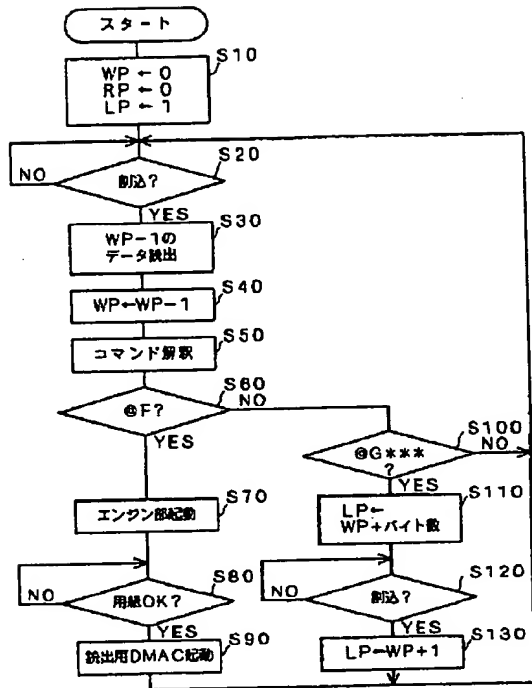 スタート
S10
WP←0
RP←0
LP←1
S20
割込?
NO
YES
S30
WP-1の
データ読出
S40
WP←WP-1
S50
コマンド解釈
S60
@F?
NO
YES
S100
@G***
?
NO
YES
S70
エンジン部起動
S110
LP←
WP+バイト数
S80
用紙OK?
NO
YES
S120
割込?
NO
YES
S90
読出用DMAC起動
S130
LP←WP+1